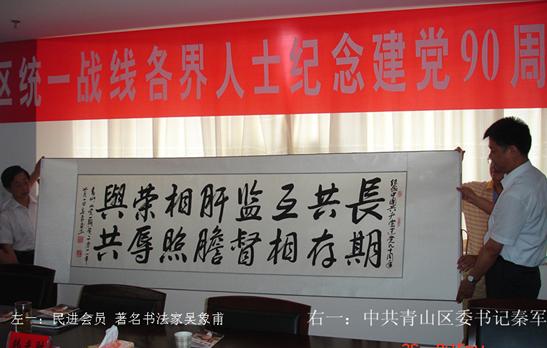 区统一战线各界人士纪念建党90周
長期
共存
互相
监督
肝膽
相照
榮辱
與共
左一：民进会员 著名书法家吴象甫
右一：中共青山区委书记秦军